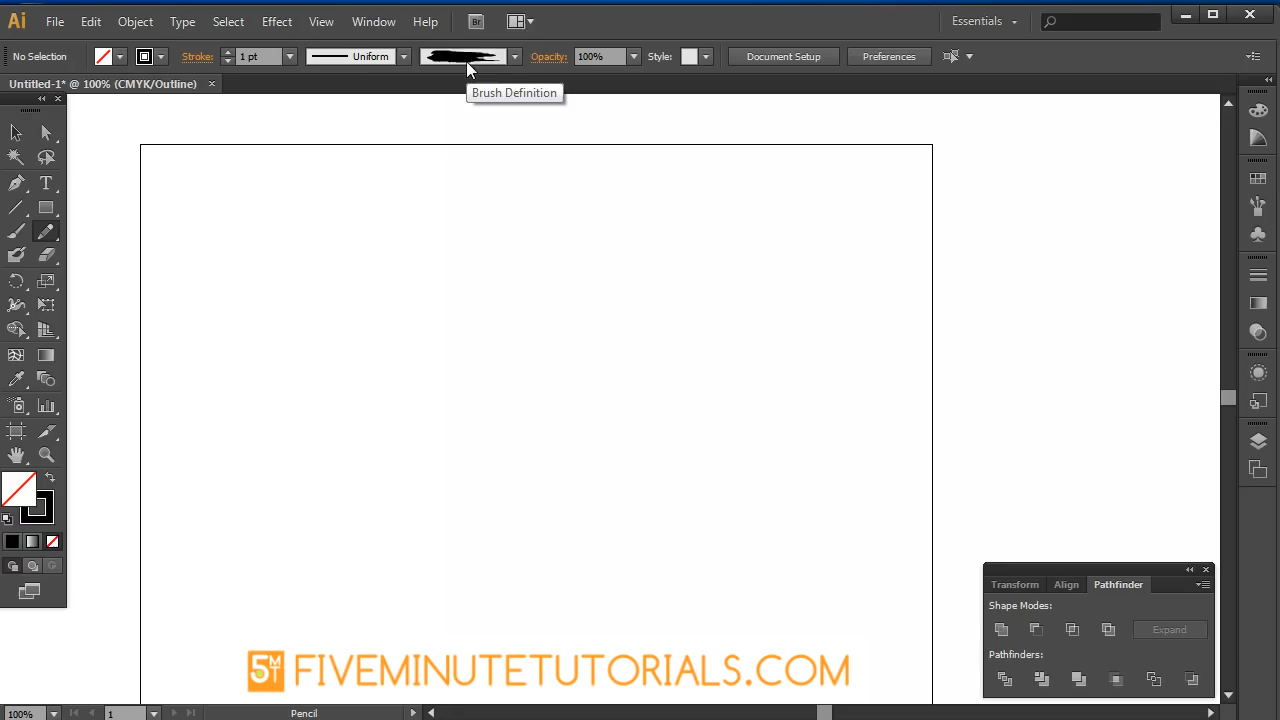 Ai File Edit Object Type Select Effect View Window Help Br Essentials
No Selection Stroke: 1 pt Uniform Opacity: 100% Style: Document Setup Preferences
Untitled-1* @ 100% (CMYK/Outline) ×
Brush Definition
T
Transform Align Pathfinder
Shape Modes:
Expand
Pathfinders:
5MT FIVEMINUTETUTORIALS.COM
100% 1 Pencil